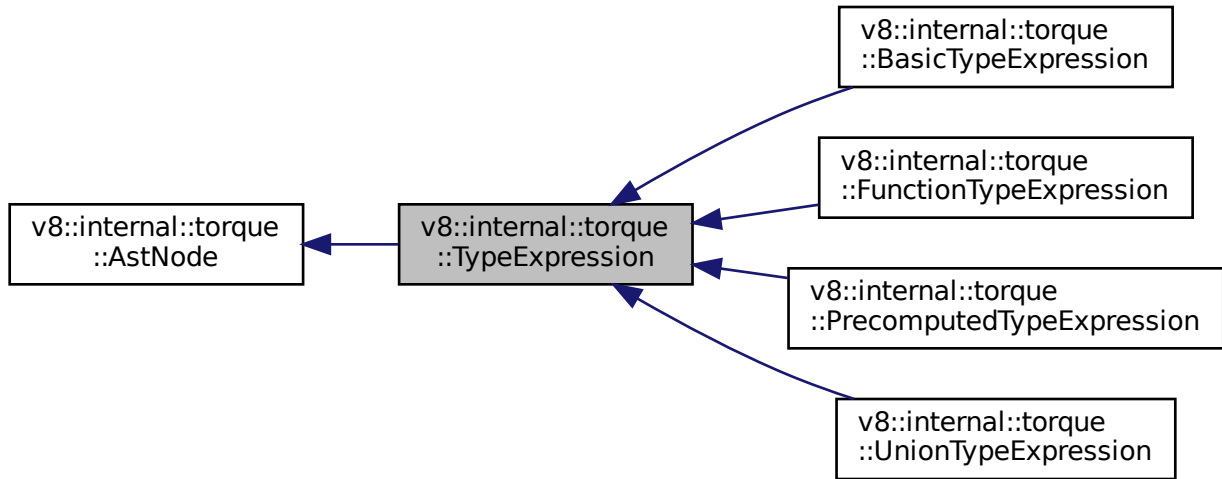 v8::internal::torque
::BasicTypeExpression
v8::internal::torque
::FunctionTypeExpression
v8::internal::torque
::AstNode
v8::internal::torque
::TypeExpression
v8::internal::torque
::PrecomputedTypeExpression
v8::internal::torque
::UnionTypeExpression